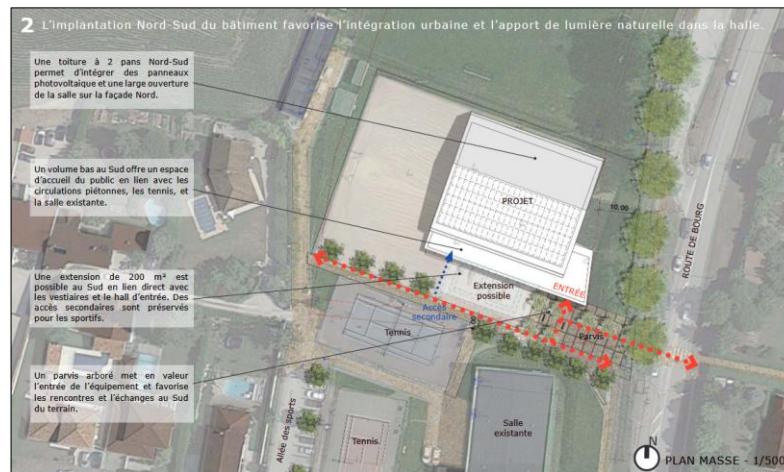 2 L'implantation Nord-Sud du bâtiment favorise l'intégration urbaine et l'apport de lumière naturelle dans la halle.
Une toiture à 2 pans Nord-Sud
permet d'intégrer des panneaux
photovoltaique et une large ouverture
de la salle sur la façade Nord.
Un volume bas au Sud offre un espace
d'accueil du public en lien avec les
circulations piétonnes, les tennis, et
la salle existante.
PROJET
10.00
ROUTE DE BOURG
Une extension de 200 m² est
possible au Sud en lien direct avec
les vestiaires et le hall d'entrée. Des
accès secondaires sont préservés
pour les sportifs.
ENTRÉE
Extension
possible
Accès
secondaire
Tennis
Parvis
Un parvis arboré met en valeur
l'entrée de l'équipement et favorise
les rencontres et l'échanges au Sud
du terrain.
Allée des sports
Tennis
Salle
existante
N
PLAN MASSE - 1/500